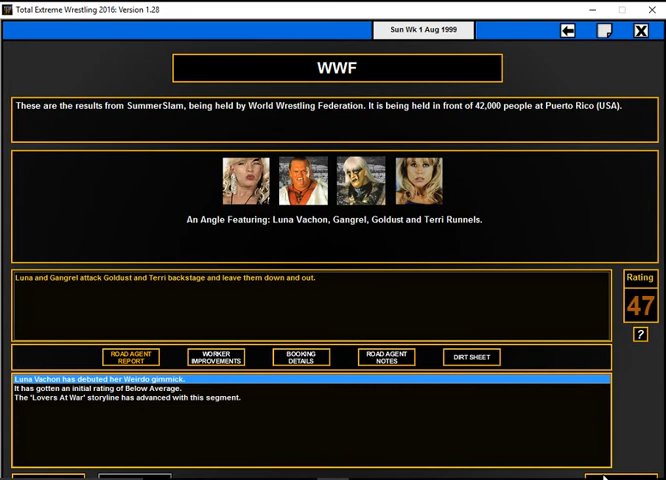 Total Extreme Wrestling 2016: Version 1.28
Sun Wk 1 Aug 1999
WWF
These are the results from SummerSlam, being held by World Wrestling Federation. It is being held in front of 42,000 people at Puerto Rico (USA).
An Angle Featuring: Luna Vachon, Gangrel, Goldust and Terri Runnels.
Luna and Gangrel attack Goldust and Terri backstage and leave them down and out.
Rating
47
?
ROAD AGENT
REPORT
WORKER
IMPROVEMENTS
BOOKING
DETAILS
ROAD AGENT
NOTES
DIRT SHEET
Luna Vachon has debuted her Weirdo gimmick.
It has gotten an initial rating of Below Average.
The 'Lovers At War' storyline has advanced with this segment.